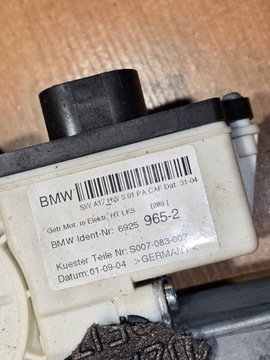 BMW
SW A17 HW 3.01 PA CAF Dat. 31-04
Getr.Mot. m Elektr. HT LKS [289]
BMW Ident-Nr: 6925 965-2
Kuester Teile Nr: S007-083-007
Datum: 01-09-04 >GERMANY<